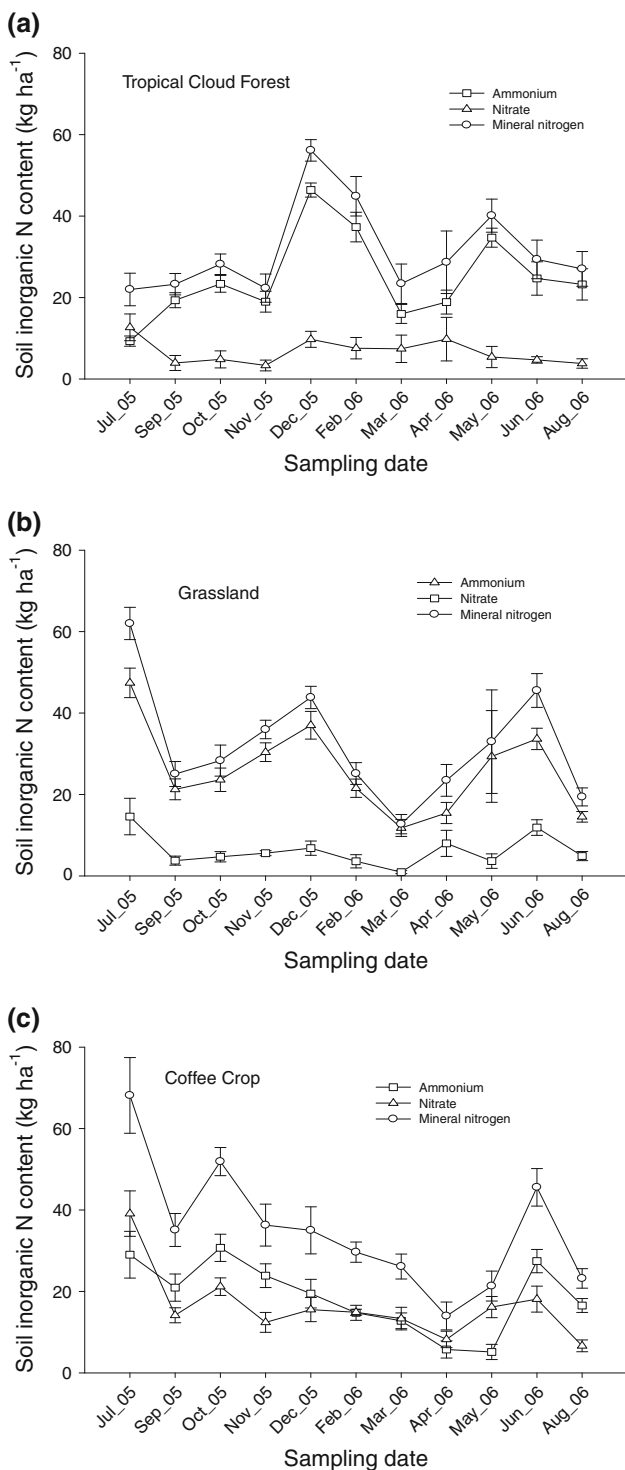 (a)
Tropical Cloud Forest
Ammonium
Nitrate
Mineral nitrogen
Soil inorganic N content (kg ha⁻¹)
80
60
40
20
0
Jul_05
Sep_05
Oct_05
Nov_05
Dec_05
Feb_06
Mar_06
Apr_06
May_06
Jun_06
Aug_06
Sampling date
(b)
Grassland
Ammonium
Nitrate
Mineral nitrogen
Soil inorganic N content (kg ha⁻¹)
80
60
40
20
0
Jul_05
Sep_05
Oct_05
Nov_05
Dec_05
Feb_06
Mar_06
Apr_06
May_06
Jun_06
Aug_06
Sampling date
(c)
Coffee Crop
Ammonium
Nitrate
Mineral nitrogen
Soil inorganic N content (kg ha⁻¹)
80
60
40
20
0
Jul_05
Sep_05
Oct_05
Nov_05
Dec_05
Feb_06
Mar_06
Apr_06
May_06
Jun_06
Aug_06
Sampling date